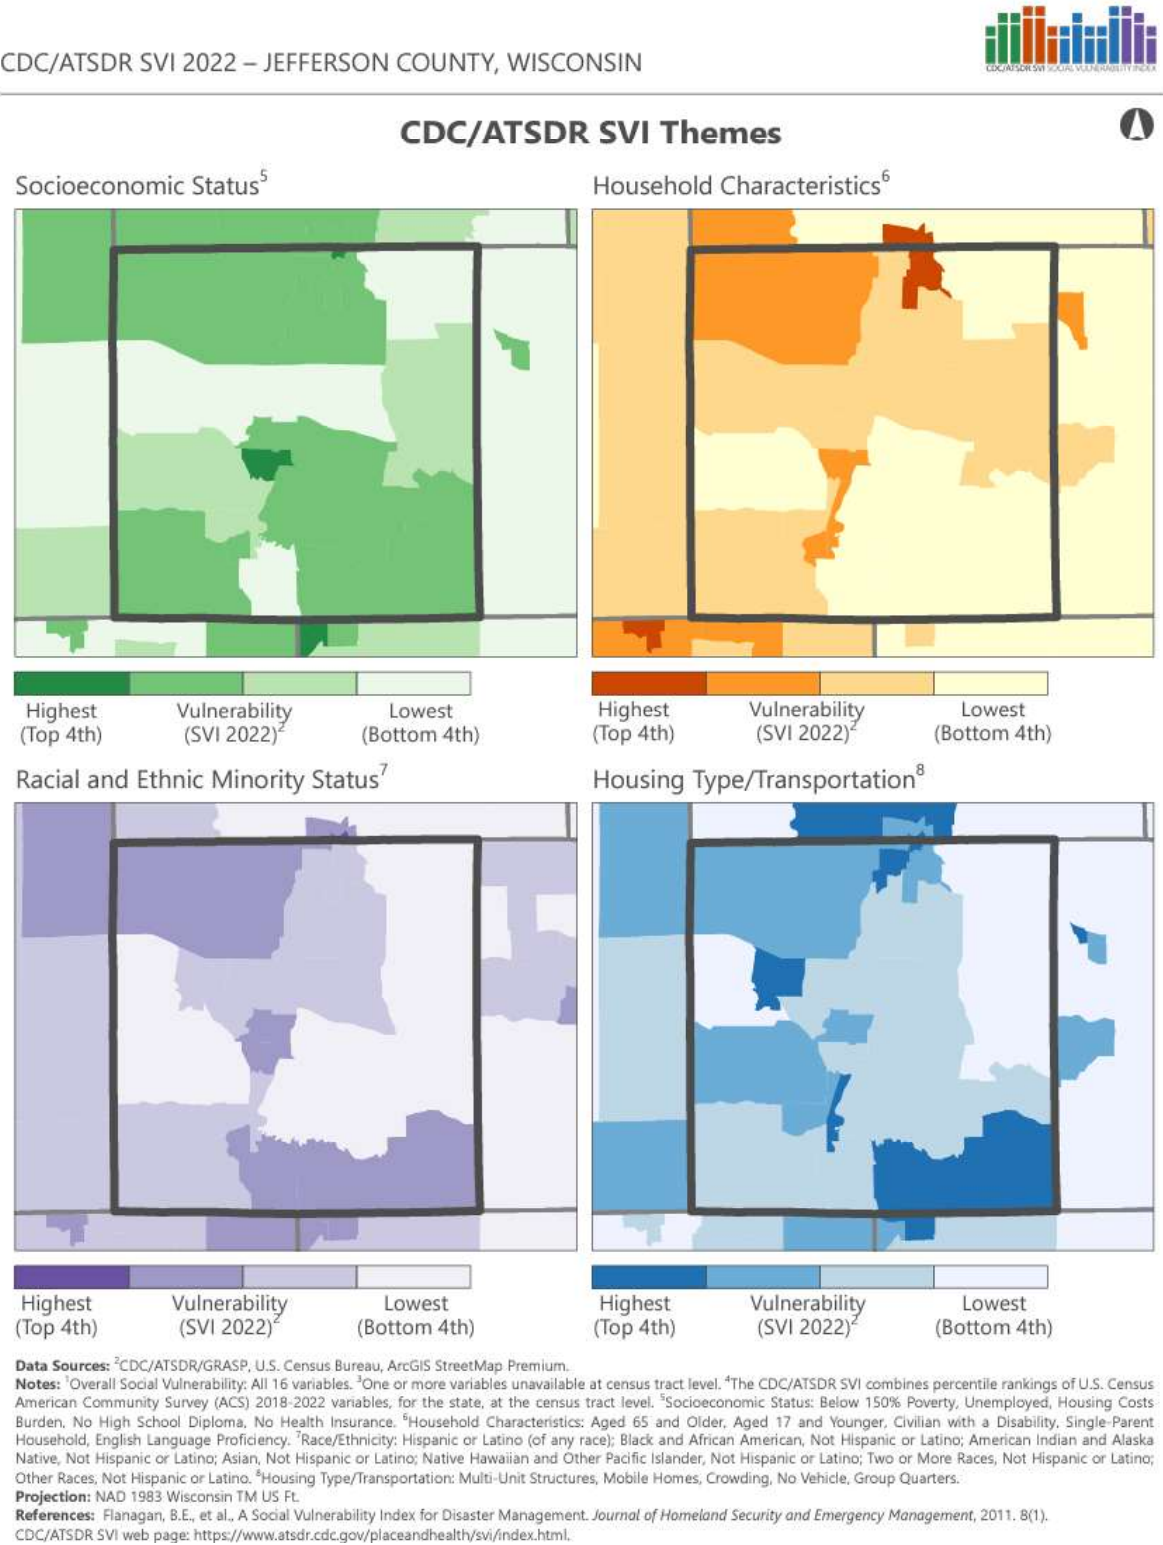 CDC/ATSDR SVI 2022 – JEFFERSON COUNTY, WISCONSIN
CDC/ATSDR SVI SOCIAL VULNERABILITY INDEX
CDC/ATSDR SVI Themes
Socioeconomic Status⁵
Household Characteristics⁶
Highest
(Top 4th)
Vulnerability
(SVI 2022)²
Lowest
(Bottom 4th)
Highest
(Top 4th)
Vulnerability
(SVI 2022)²
Lowest
(Bottom 4th)
Racial and Ethnic Minority Status⁷
Housing Type/Transportation⁸
Highest
(Top 4th)
Vulnerability
(SVI 2022)²
Lowest
(Bottom 4th)
Highest
(Top 4th)
Vulnerability
(SVI 2022)²
Lowest
(Bottom 4th)
Data Sources: ²CDC/ATSDR/GRASP, U.S. Census Bureau, ArcGIS StreetMap Premium.
Notes: ¹Overall Social Vulnerability: All 16 variables. ³One or more variables unavailable at census tract level. ⁴The CDC/ATSDR SVI combines percentile rankings of U.S. Census
American Community Survey (ACS) 2018-2022 variables, for the state, at the census tract level. ⁵Socioeconomic Status: Below 150% Poverty, Unemployed, Housing Costs
Burden, No High School Diploma, No Health Insurance. ⁶Household Characteristics: Aged 65 and Older, Aged 17 and Younger, Civilian with a Disability, Single-Parent
Household, English Language Proficiency. ⁷Race/Ethnicity: Hispanic or Latino (of any race); Black and African American, Not Hispanic or Latino; American Indian and Alaska
Native, Not Hispanic or Latino; Asian, Not Hispanic or Latino; Native Hawaiian and Other Pacific Islander, Not Hispanic or Latino; Two or More Races, Not Hispanic or Latino;
Other Races, Not Hispanic or Latino. ⁸Housing Type/Transportation: Multi-Unit Structures, Mobile Homes, Crowding, No Vehicle, Group Quarters.
Projection: NAD 1983 Wisconsin TM US Ft.
References: Flanagan, B.E., et al., A Social Vulnerability Index for Disaster Management. Journal of Homeland Security and Emergency Management, 2011. 8(1).
CDC/ATSDR SVI web page: https://www.atsdr.cdc.gov/placeandhealth/svi/index.html.